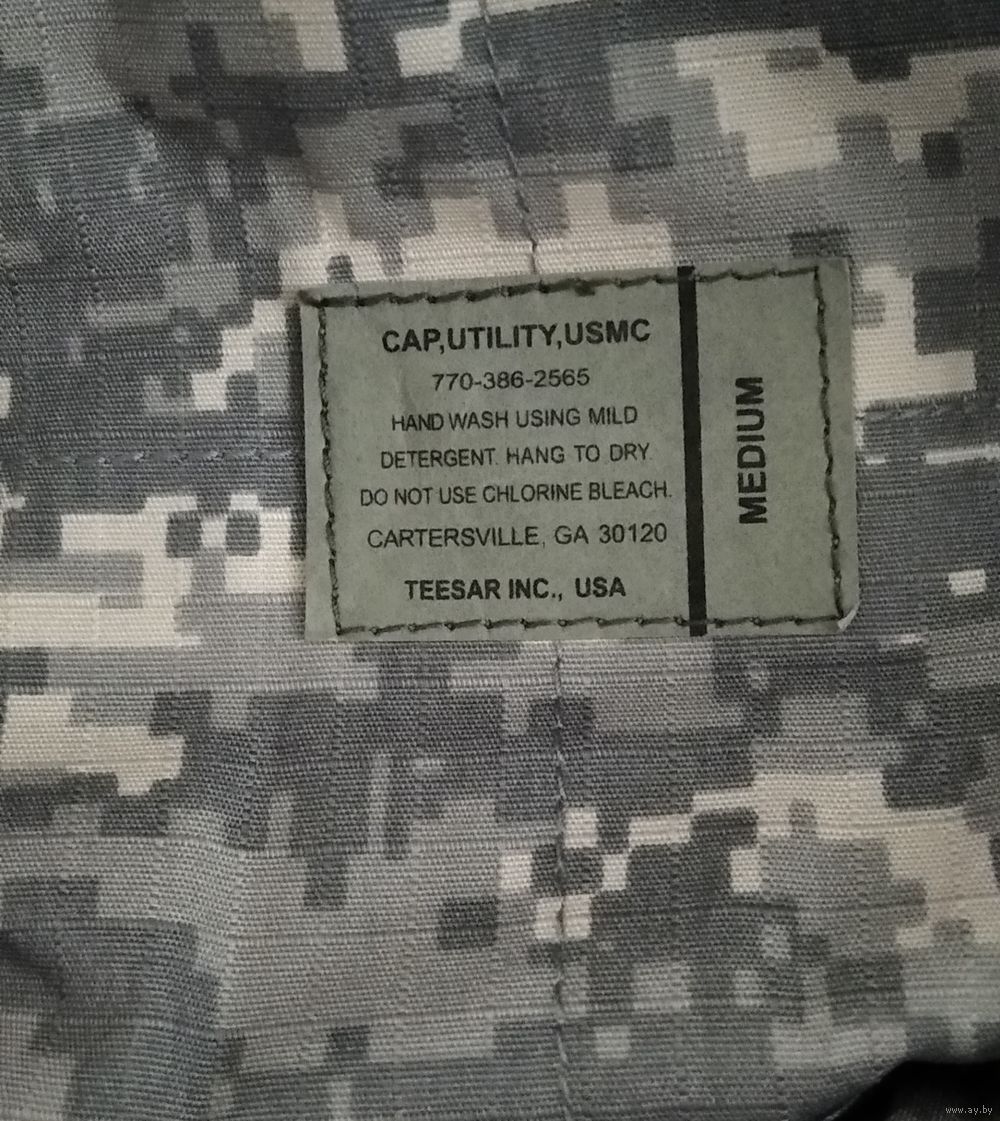 CAP,UTILITY,USMC
770-386-2565
HAND WASH USING MILD
DETERGENT. HANG TO DRY.
DO NOT USE CHLORINE BLEACH.
CARTERSVILLE, GA 30120
TEESAR INC., USA
MEDIUM
www.ay.by